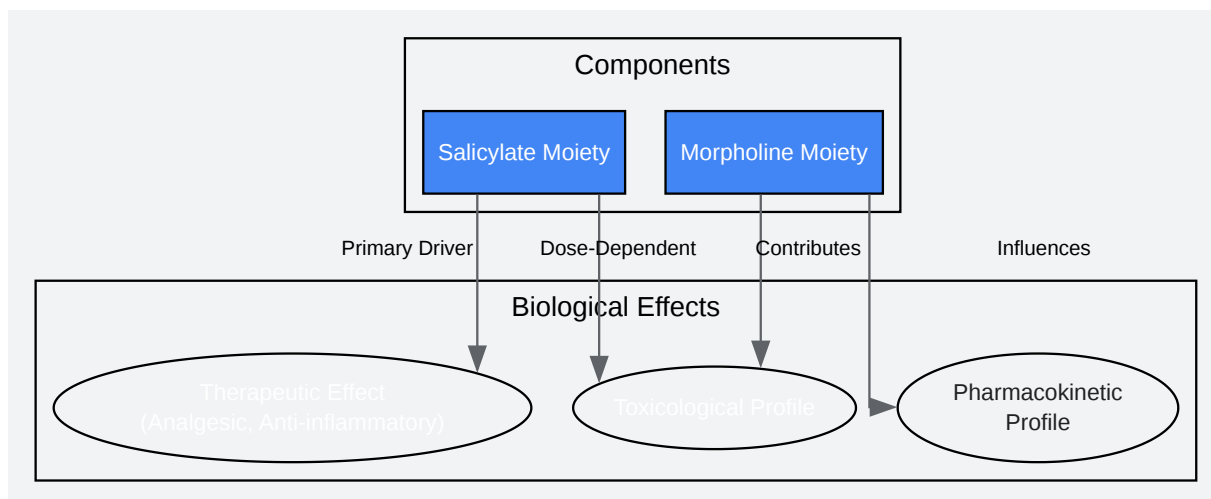 Components
Salicylate Moiety
Morpholine Moiety
Primary Driver
Dose-Dependent
Contributes
Influences
Biological Effects
Therapeutic Effect
(Analgesic, Anti-inflammatory)
Toxicological Profile
Pharmacokinetic
Profile